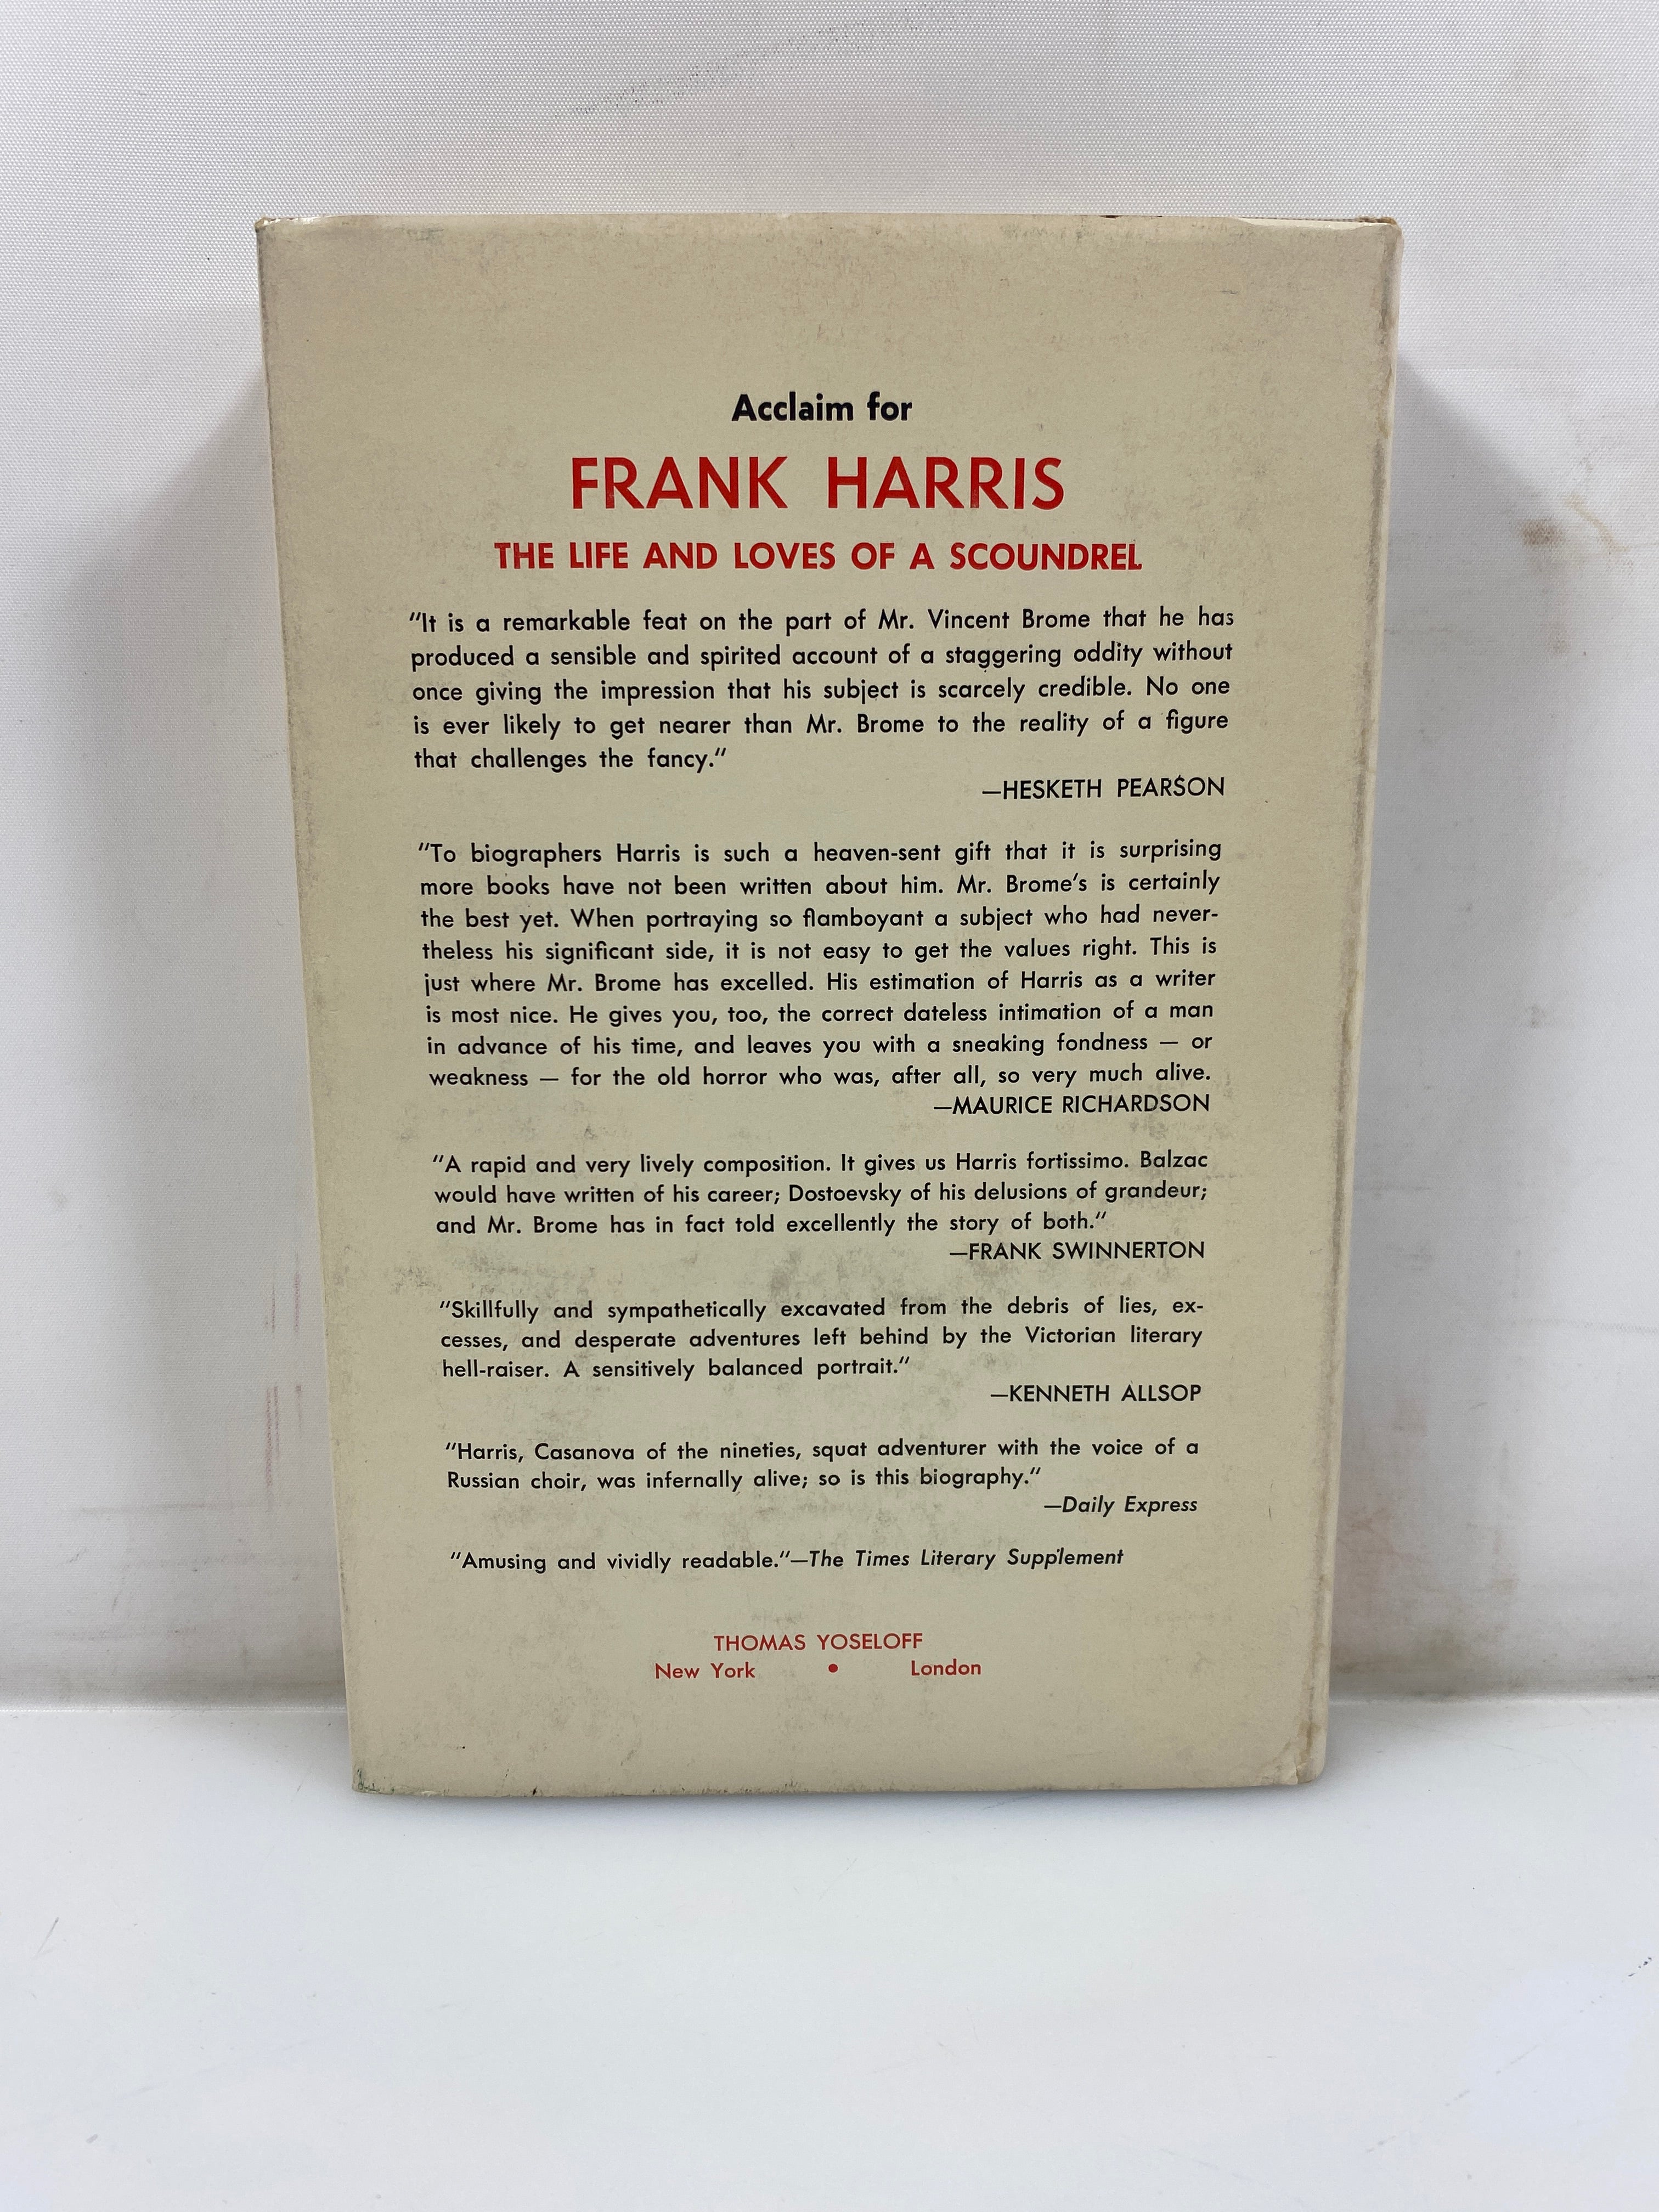 Acclaim for
FRANK HARRIS
THE LIFE AND LOVES OF A SCOUNDREL
"It is a remarkable feat on the part of Mr. Vincent Brome that he has
produced a sensible and spirited account of a staggering oddity without
once giving the impression that his subject is scarcely credible. No one
is ever likely to get nearer than Mr. Brome to the reality of a figure
that challenges the fancy."
—HESKETH PEARSON
"To biographers Harris is such a heaven-sent gift that it is surprising
more books have not been written about him. Mr. Brome's is certainly
the best yet. When portraying so flamboyant a subject who had never-
theless his significant side, it is not easy to get the values right. This is
just where Mr. Brome has excelled. His estimation of Harris as a writer
is most nice. He gives you, too, the correct dateless intimation of a man
in advance of his time, and leaves you with a sneaking fondness — or
weakness — for the old horror who was, after all, so very much alive.
—MAURICE RICHARDSON
"A rapid and very lively composition. It gives us Harris fortissimo. Balzac
would have written of his career; Dostoevsky of his delusions of grandeur;
and Mr. Brome has in fact told excellently the story of both."
—FRANK SWINNERTON
"Skillfully and sympathetically excavated from the debris of lies, ex-
cesses, and desperate adventures left behind by the Victorian literary
hell-raiser. A sensitively balanced portrait."
—KENNETH ALLSOP
"Harris, Casanova of the nineties, squat adventurer with the voice of a
Russian choir, was infernally alive; so is this biography."
—Daily Express
"Amusing and vividly readable."—The Times Literary Supplement
THOMAS YOSELOFF
New York • London